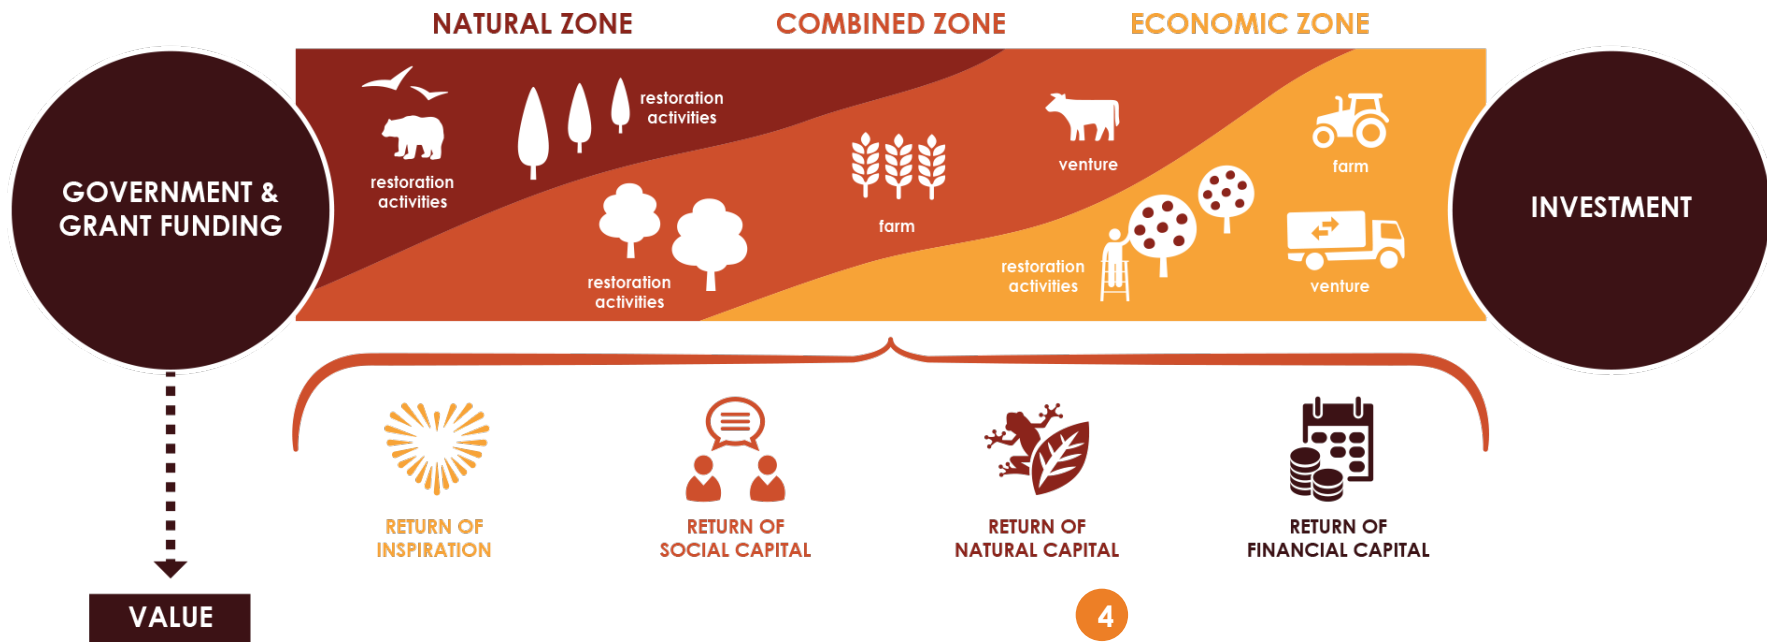 NATURAL ZONE
COMBINED ZONE
ECONOMIC ZONE
GOVERNMENT &
GRANT FUNDING
restoration
activities
restoration
activities
restoration
activities
farm
venture
restoration
activities
farm
venture
INVESTMENT
RETURN OF
INSPIRATION
RETURN OF
SOCIAL CAPITAL
RETURN OF
NATURAL CAPITAL
RETURN OF
FINANCIAL CAPITAL
VALUE
4